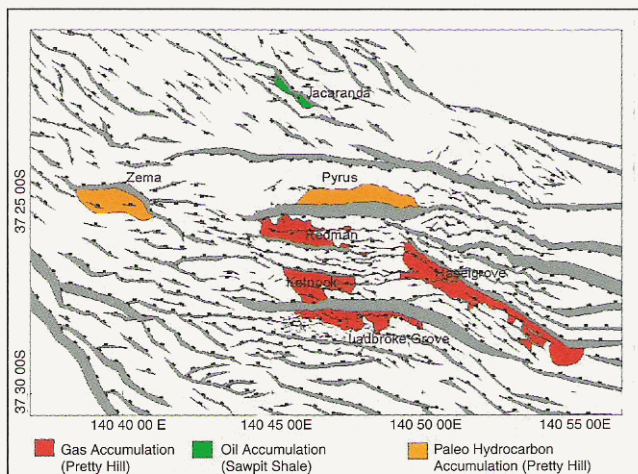 Jacaranda
Zema
Pyrus
37 25 00S
Redman
Haselgrove
Katnook
Ladbroke Grove
37 30 00S
140 40 00 E
140 45 00 E
140 50 00E
140 55 00E
Gas Accumulation
(Pretty Hill)
Oil Accumulation
(Sawpit Shale)
Paleo Hydrocarbon
Accumulation (Pretty Hill)